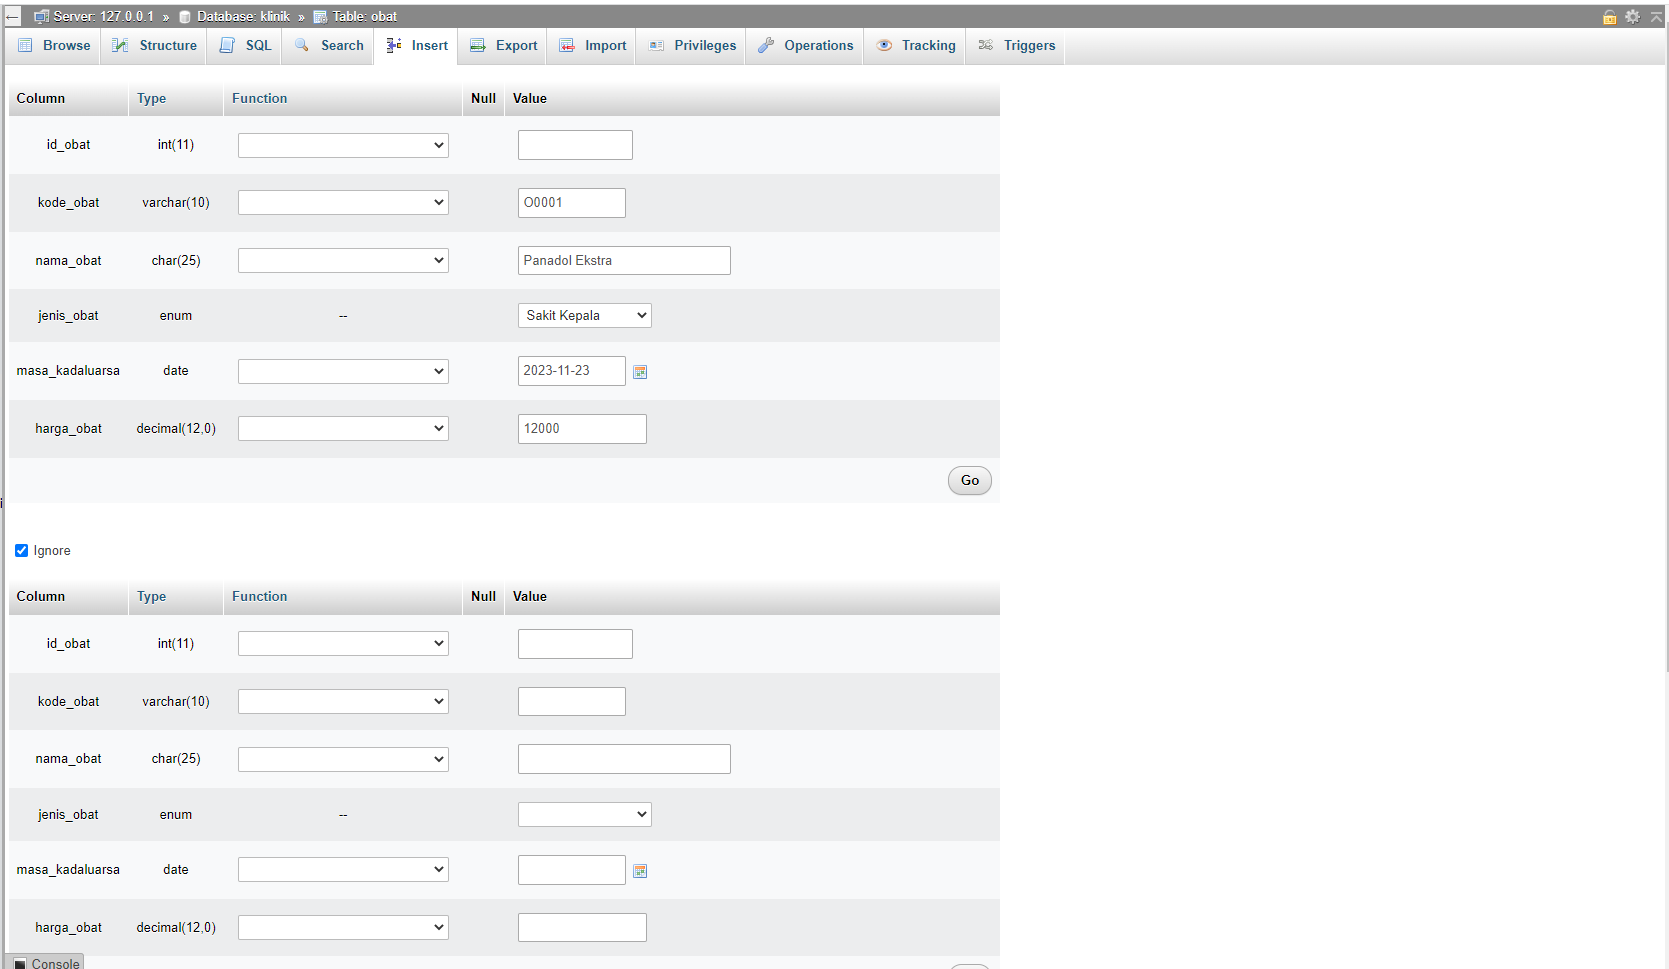 Server: 127.0.0.1 » Database: klinik » Table: obat
Browse Structure SQL Search Insert Export Import Privileges Operations Tracking Triggers
Column Type Function Null Value
id_obat int(11)
kode_obat varchar(10) O0001
nama_obat char(25) Panadol Ekstra
jenis_obat enum -- Sakit Kepala
masa_kadaluarsa date 2023-11-23
harga_obat decimal(12,0) 12000
Go
i
Ignore
Column Type Function Null Value
id_obat int(11)
kode_obat varchar(10)
nama_obat char(25)
jenis_obat enum --
masa_kadaluarsa date
harga_obat decimal(12,0)
Console